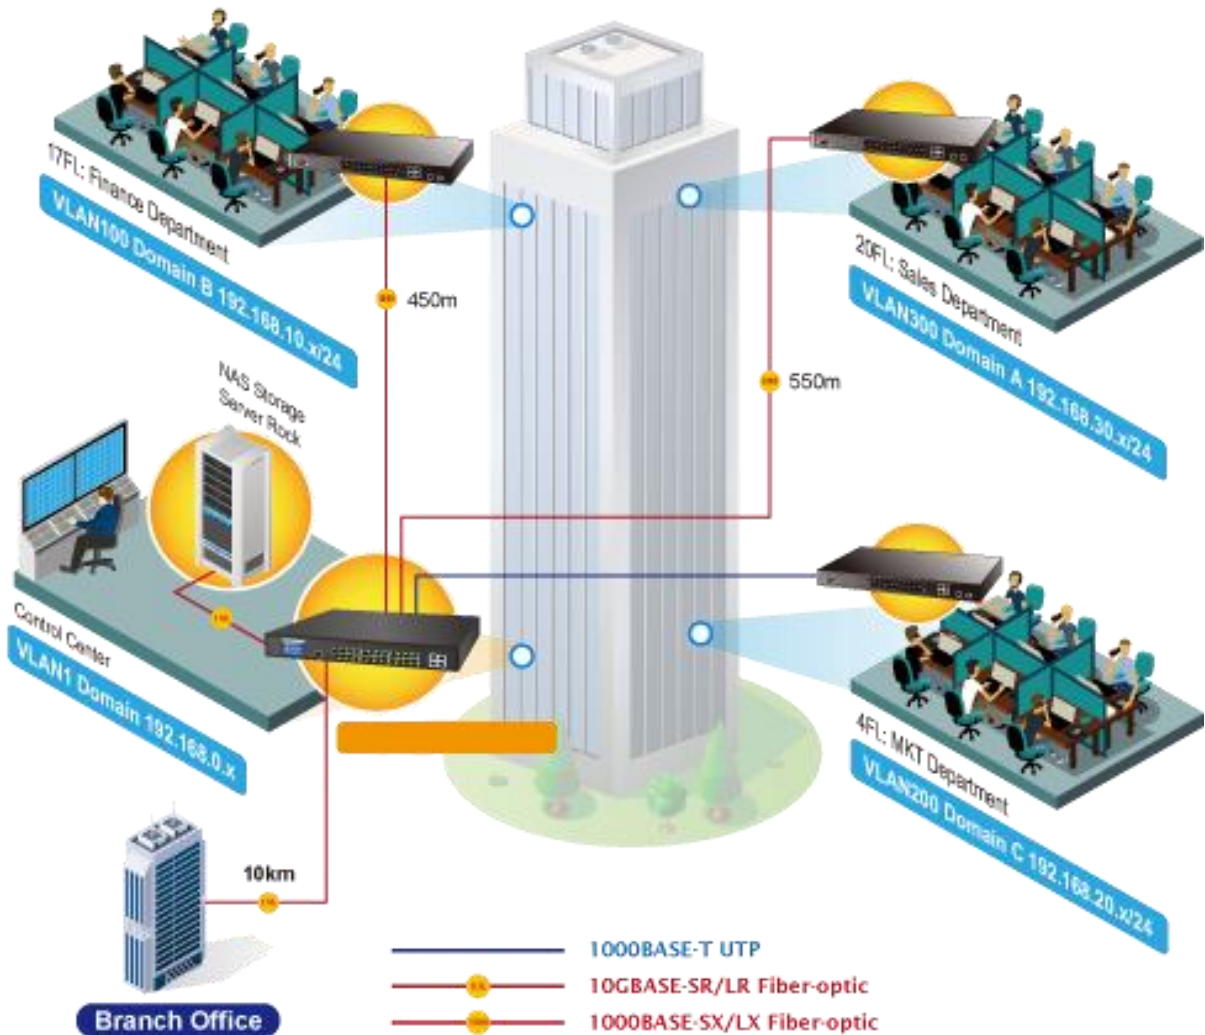 17FL: Finance Department
VLAN100 Domain B 192.168.10.x/24
450m
20FL: Sales Department
VLAN300 Domain A 192.168.30.x/24
550m
NAS Storage
Server Rock
Control Center
VLAN1 Domain 192.168.0.x
4FL: MKT Department
VLAN200 Domain C 192.168.20.x/24
10km
Branch Office
1000BASE-T UTP
10GBASE-SR/LR Fiber-optic
1000BASE-SX/LX Fiber-optic